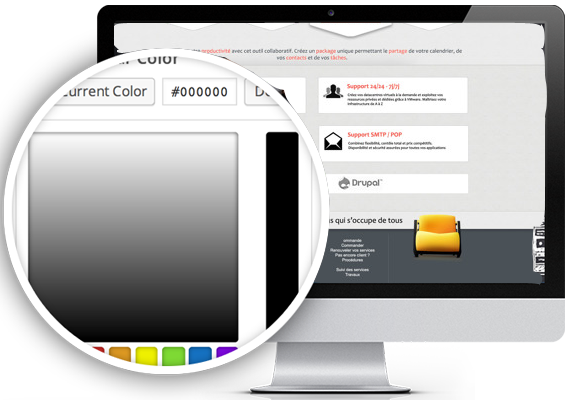 Color
Current Color
#000000
productivité avec cet outil collaboratif. Créez un package unique permettant le partage de votre calendrier, de
vos contacts et de vos tâches.
Support 24/24 - 7j/7j
Créez vos datacentres virtuels à la demande et exploitez vos
ressources privées et dédiées grâce à VMware. Maîtrisez votre
infrastructure de A à Z
Support SMTP / POP
Combinez flexibilité, contrôle total et prix compétitifs.
Disponibilité et sécurité assurées pour toutes vos applications
Drupal™
qui s'occupe de tous
ommande
Commander
Renouveler vos services
Pas encore client ?
Procédures
Suivi des services
Travaux